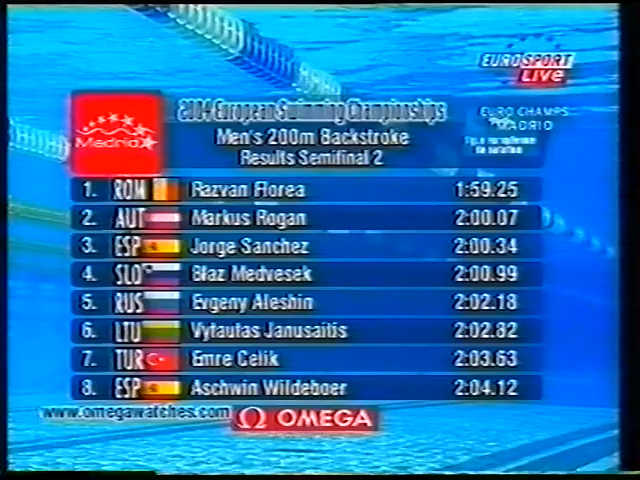 EUROSPORT
LIVE
2004 European Swimming Championships
EURO CHAMPS
MADRID
Madrid
Men's 200m Backstroke
Results Semifinal 2
1. ROM Razvan Florea 1:59.25
2. AUT Markus Rogan 2:00.07
3. ESP Jorge Sanchez 2:00.34
4. SLO Blaz Medvesek 2:00.99
5. RUS Evgeny Aleshin 2:02.18
6. LTU Vytautas Janusaitis 2:02.82
7. TUR Emre Celik 2:03.63
8. ESP Aschwin Wildeboer 2:04.12
www.omegawatches.com Ω OMEGA